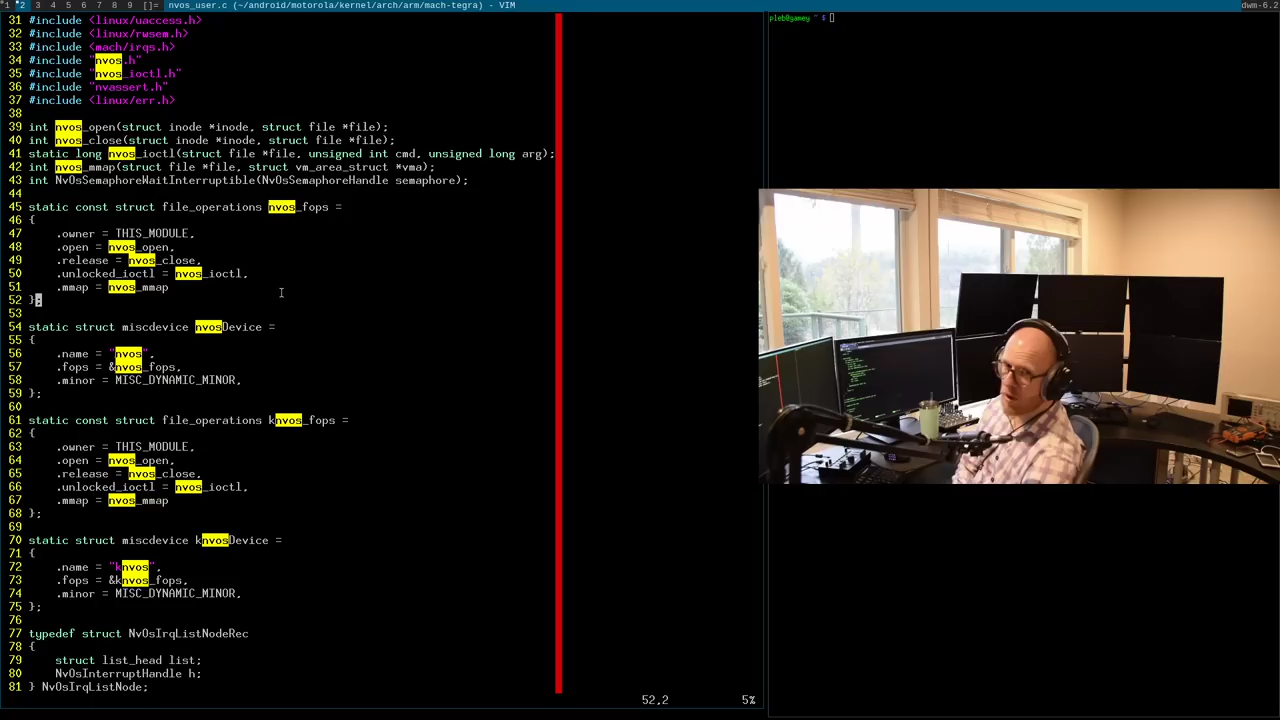 1 2 3 4 5 6 7 8 9 []= nvos_user.c (~/android/motorola/kernel/arch/arm/mach-tegra) - VIM
dwm-6.2
pleb@gamey ~ $
31 #include <linux/uaccess.h>
32 #include <linux/rwsem.h>
33 #include <mach/irqs.h>
34 #include "nvos.h"
35 #include "nvos_ioctl.h"
36 #include "nvassert.h"
37 #include <linux/err.h>
38
39 int nvos_open(struct inode *inode, struct file *file);
40 int nvos_close(struct inode *inode, struct file *file);
41 static long nvos_ioctl(struct file *file, unsigned int cmd, unsigned long arg);
42 int nvos_mmap(struct file *file, struct vm_area_struct *vma);
43 int NvOsSemaphoreWaitInterruptible(NvOsSemaphoreHandle semaphore);
44
45 static const struct file_operations nvos_fops =
46 {
47     .owner = THIS_MODULE,
48     .open = nvos_open,
49     .release = nvos_close,
50     .unlocked_ioctl = nvos_ioctl,
51     .mmap = nvos_mmap
52 };
53
54 static struct miscdevice nvosDevice =
55 {
56     .name = "nvos",
57     .fops = &nvos_fops,
58     .minor = MISC_DYNAMIC_MINOR,
59 };
60
61 static const struct file_operations knvos_fops =
62 {
63     .owner = THIS_MODULE,
64     .open = nvos_open,
65     .release = nvos_close,
66     .unlocked_ioctl = nvos_ioctl,
67     .mmap = nvos_mmap
68 };
69
70 static struct miscdevice knvosDevice =
71 {
72     .name = "knvos",
73     .fops = &knvos_fops,
74     .minor = MISC_DYNAMIC_MINOR,
75 };
76
77 typedef struct NvOsIrqListNodeRec
78 {
79     struct list_head list;
80     NvOsInterruptHandle h;
81 } NvOsIrqListNode;
52,2 5%